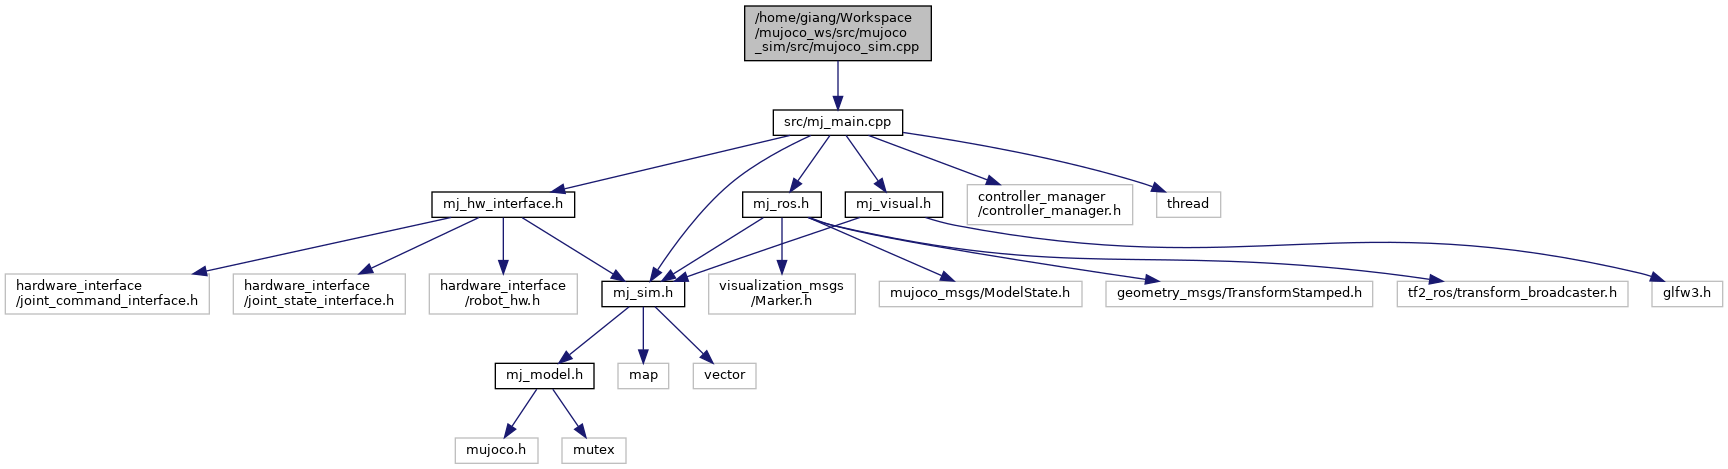 /home/giang/Workspace
/mujoco_ws/src/mujoco
_sim/src/mujoco_sim.cpp
src/mj_main.cpp
mj_hw_interface.h
mj_ros.h
mj_visual.h
controller_manager
/controller_manager.h
thread
hardware_interface
/joint_command_interface.h
hardware_interface
/joint_state_interface.h
hardware_interface
/robot_hw.h
mj_sim.h
visualization_msgs
/Marker.h
mujoco_msgs/ModelState.h
geometry_msgs/TransformStamped.h
tf2_ros/transform_broadcaster.h
glfw3.h
mj_model.h
map
vector
mujoco.h
mutex